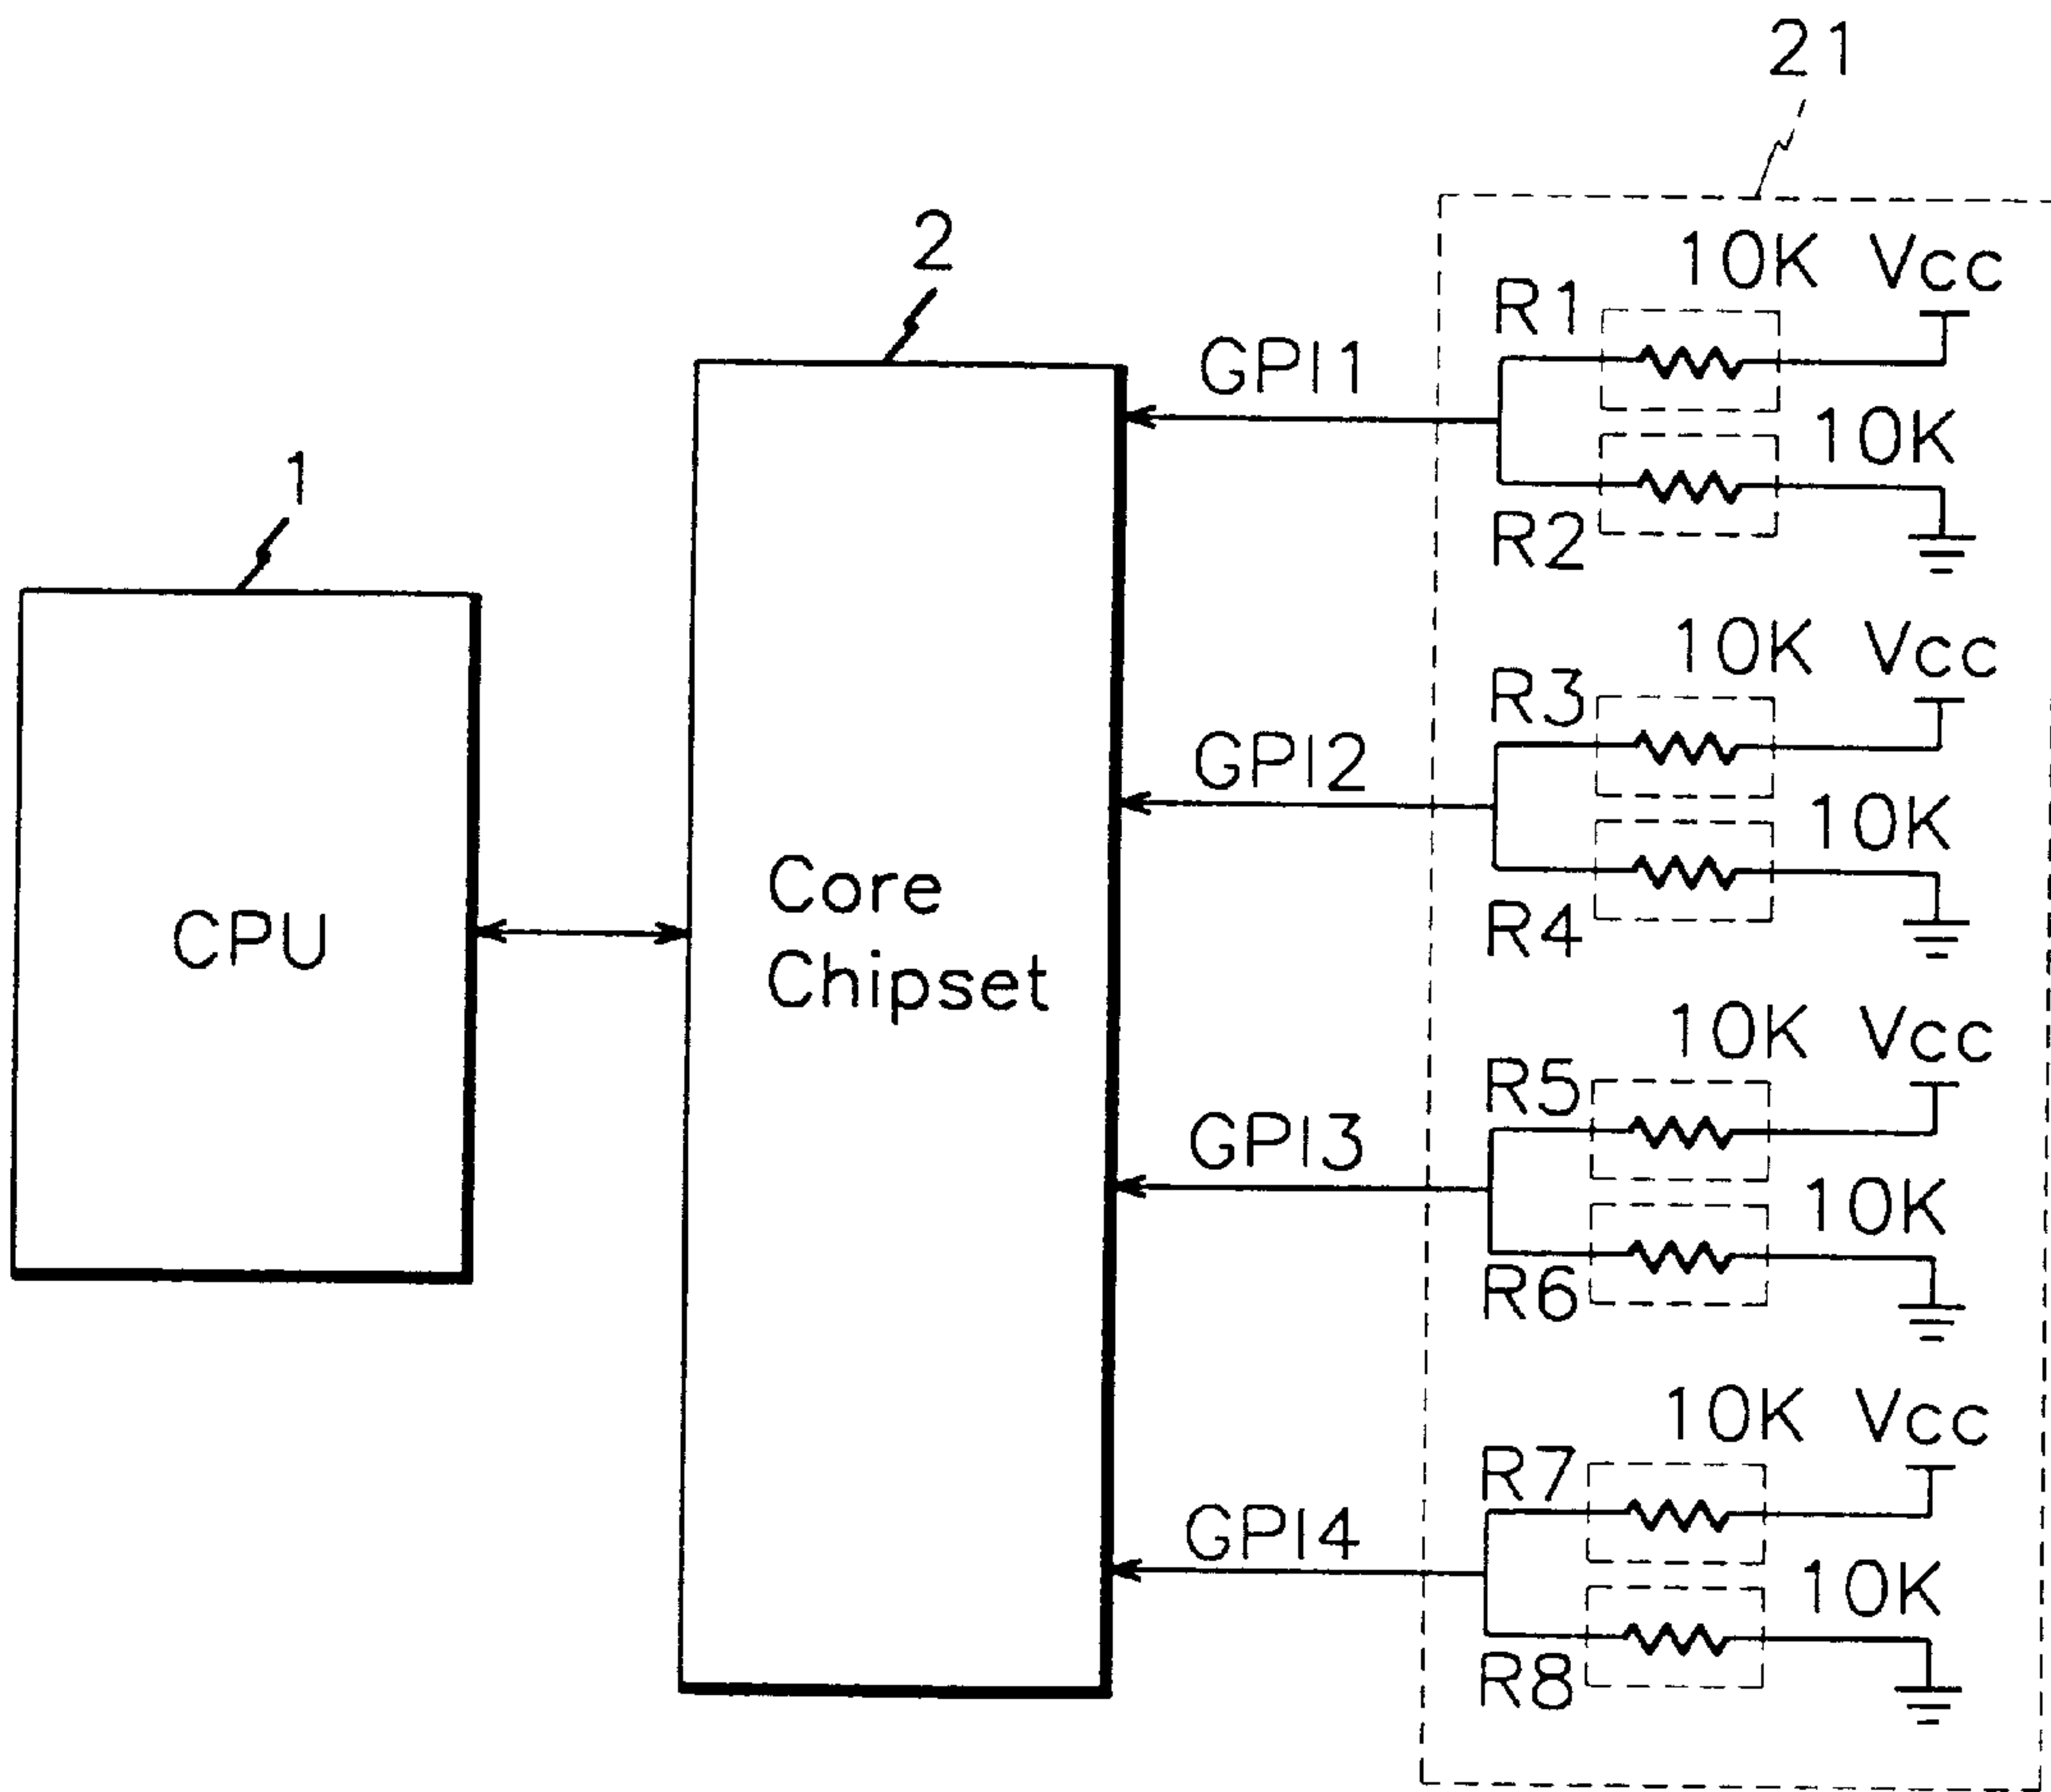 21
2
10K Vcc
R1
GPI1
10K
R2
1
10K Vcc
R3
GPI2
10K
R4
Core
Chipset
CPU
10K Vcc
R5
GPI3
10K
R6
10K Vcc
R7
GPI4
10K
R8